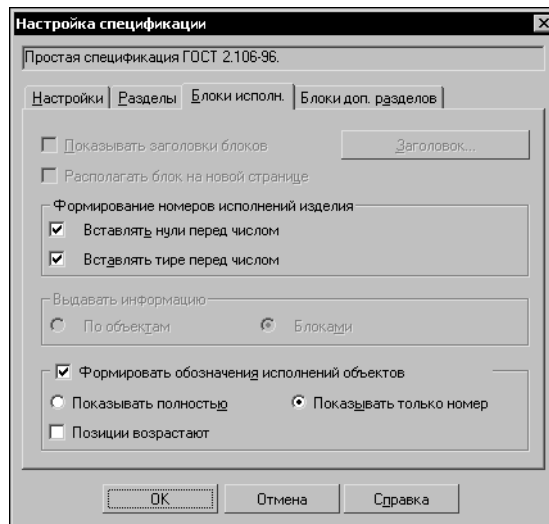 Настройка спецификации
Простая спецификация ГОСТ 2.106-96.
Настройки Разделы Блоки исполн. Блоки доп. разделов
Показывать заголовки блоков Заголовок...
Располагать блок на новой странице
Формирование номеров исполнений изделия
Вставлять нули перед числом
Вставлять тире перед числом
Выдавать информацию
По объектам Блоками
Формировать обозначения исполнений объектов
Показывать полностью Показывать только номер
Позиции возрастают
OK Отмена Справка